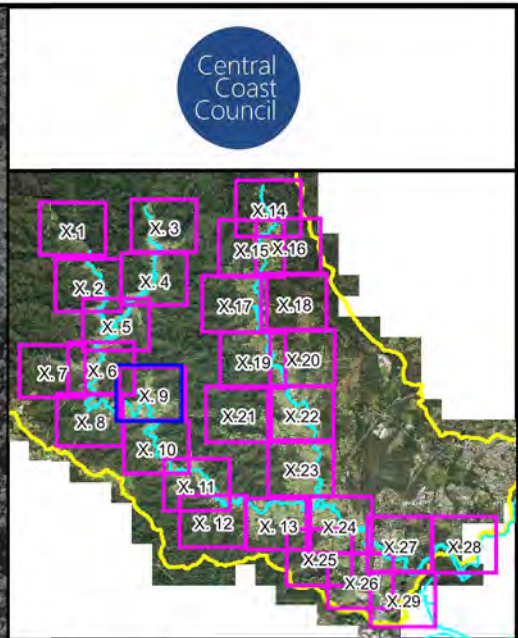 Central
Coast
Council
X.14
X.1
X. 3
X.15
X.16
X. 2
X. 4
X.17
X.18
X. 5
X. 7
X. 6
X.19
X.20
X. 9
X. 8
X.21
X.22
X. 10
X.23
X. 11
X. 12
X. 13
X.24
X.27
X.28
X.25
X.26
X.29